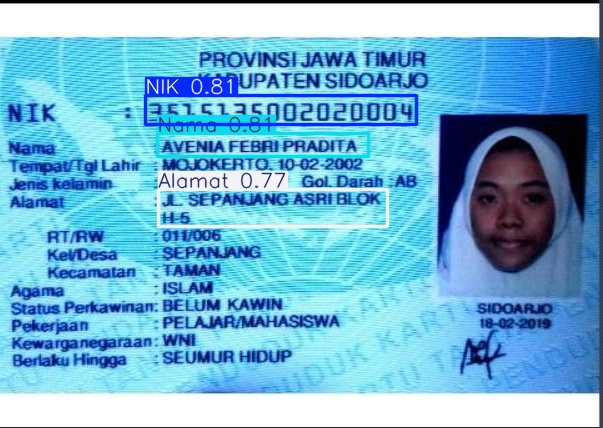 PROVINSI JAWA TIMUR
KABUPATEN SIDOARJO
NIK 0.81
NIK : 3515135002020004
Nama 0.81
Nama : AVENIA FEBRI PRADITA
Tempat/Tgl Lahir : MOJOKERTO, 10-02-2002
Alamat 0.77
Jenis kelamin Gol. Darah :AB
Alamat : JL. SEPANJANG ASRI BLOK
H-5
RT/RW : 011/006
Kel/Desa : SEPANJANG
Kecamatan : TAMAN
Agama : ISLAM
Status Perkawinan: BELUM KAWIN
Pekerjaan : PELAJAR/MAHASISWA
Kewarganegaraan: WNI
Berlaku Hingga : SEUMUR HIDUP
SIDOARJO
18-02-2019